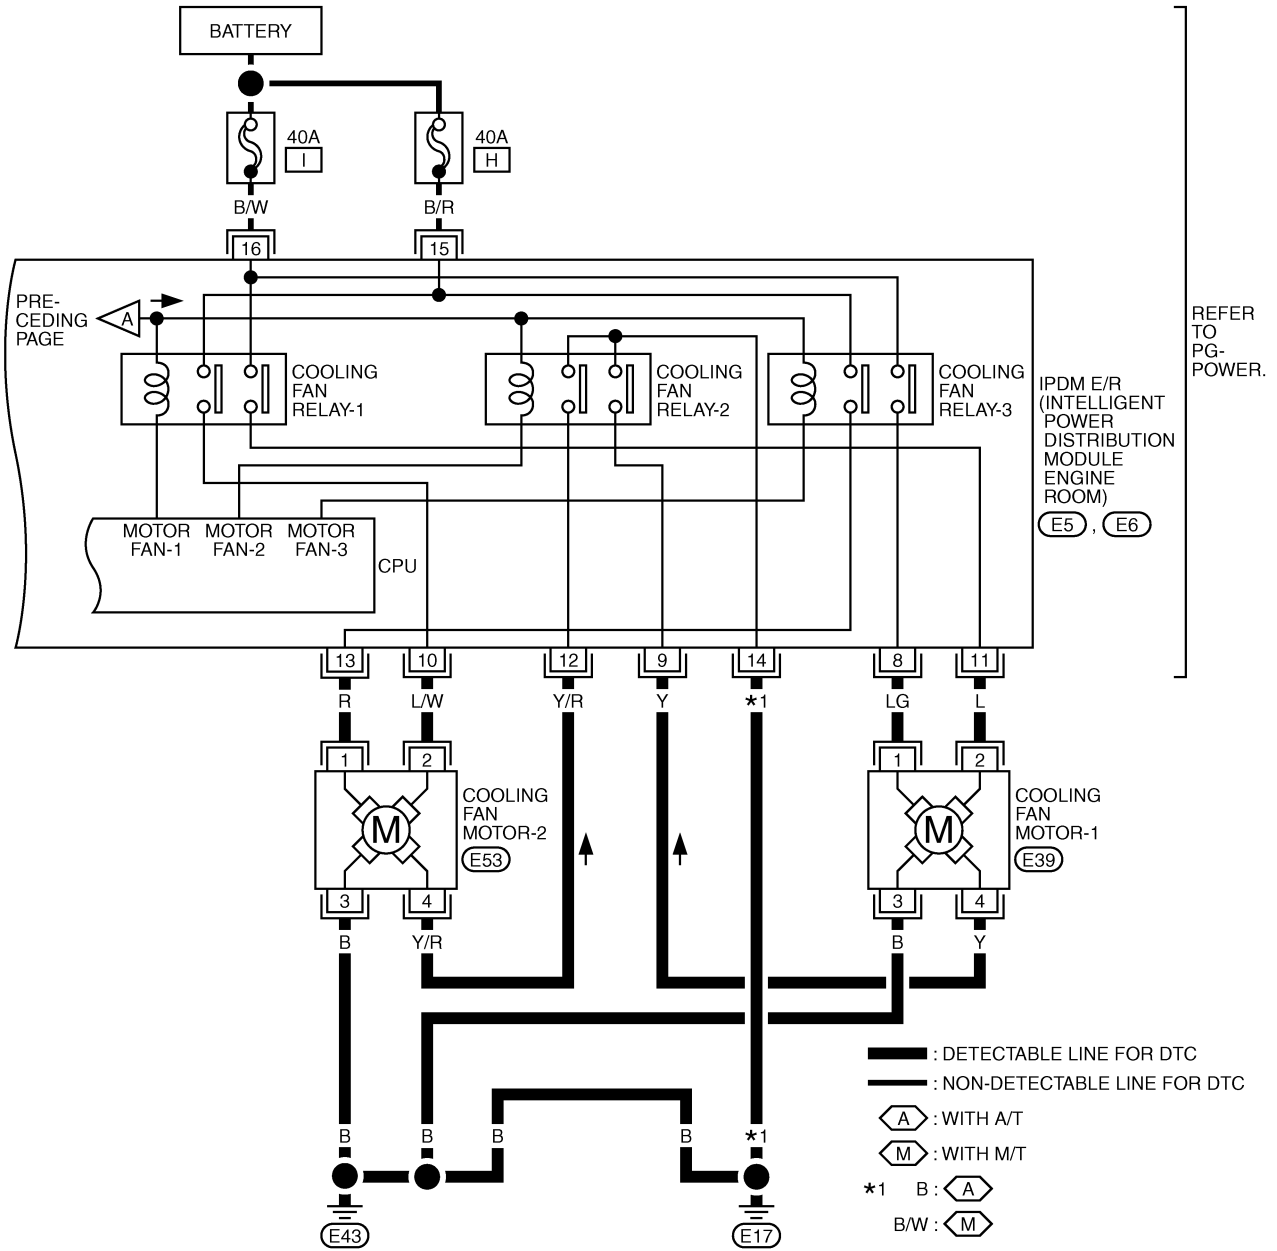 BATTERY
40A
I
40A
H
B/W
B/R
16
15
PRE-
CEDING
PAGE
A
COOLING
FAN
RELAY-1
COOLING
FAN
RELAY-2
COOLING
FAN
RELAY-3
REFER
TO
PG-
POWER.
IPDM E/R
(INTELLIGENT
POWER
DISTRIBUTION
MODULE
ENGINE
ROOM)
E5 , E6
MOTOR
FAN-1
MOTOR
FAN-2
MOTOR
FAN-3
CPU
13
10
12
9
14
8
11
R
L/W
Y/R
Y
*1
LG
L
1
2
1
2
M
COOLING
FAN
MOTOR-2
E53
M
COOLING
FAN
MOTOR-1
E39
3
4
3
4
B
Y/R
B
Y
: DETECTABLE LINE FOR DTC
: NON-DETECTABLE LINE FOR DTC
A : WITH A/T
M : WITH M/T
*1 B : A
B/W : M
B
B
B
B
*1
E43
E17